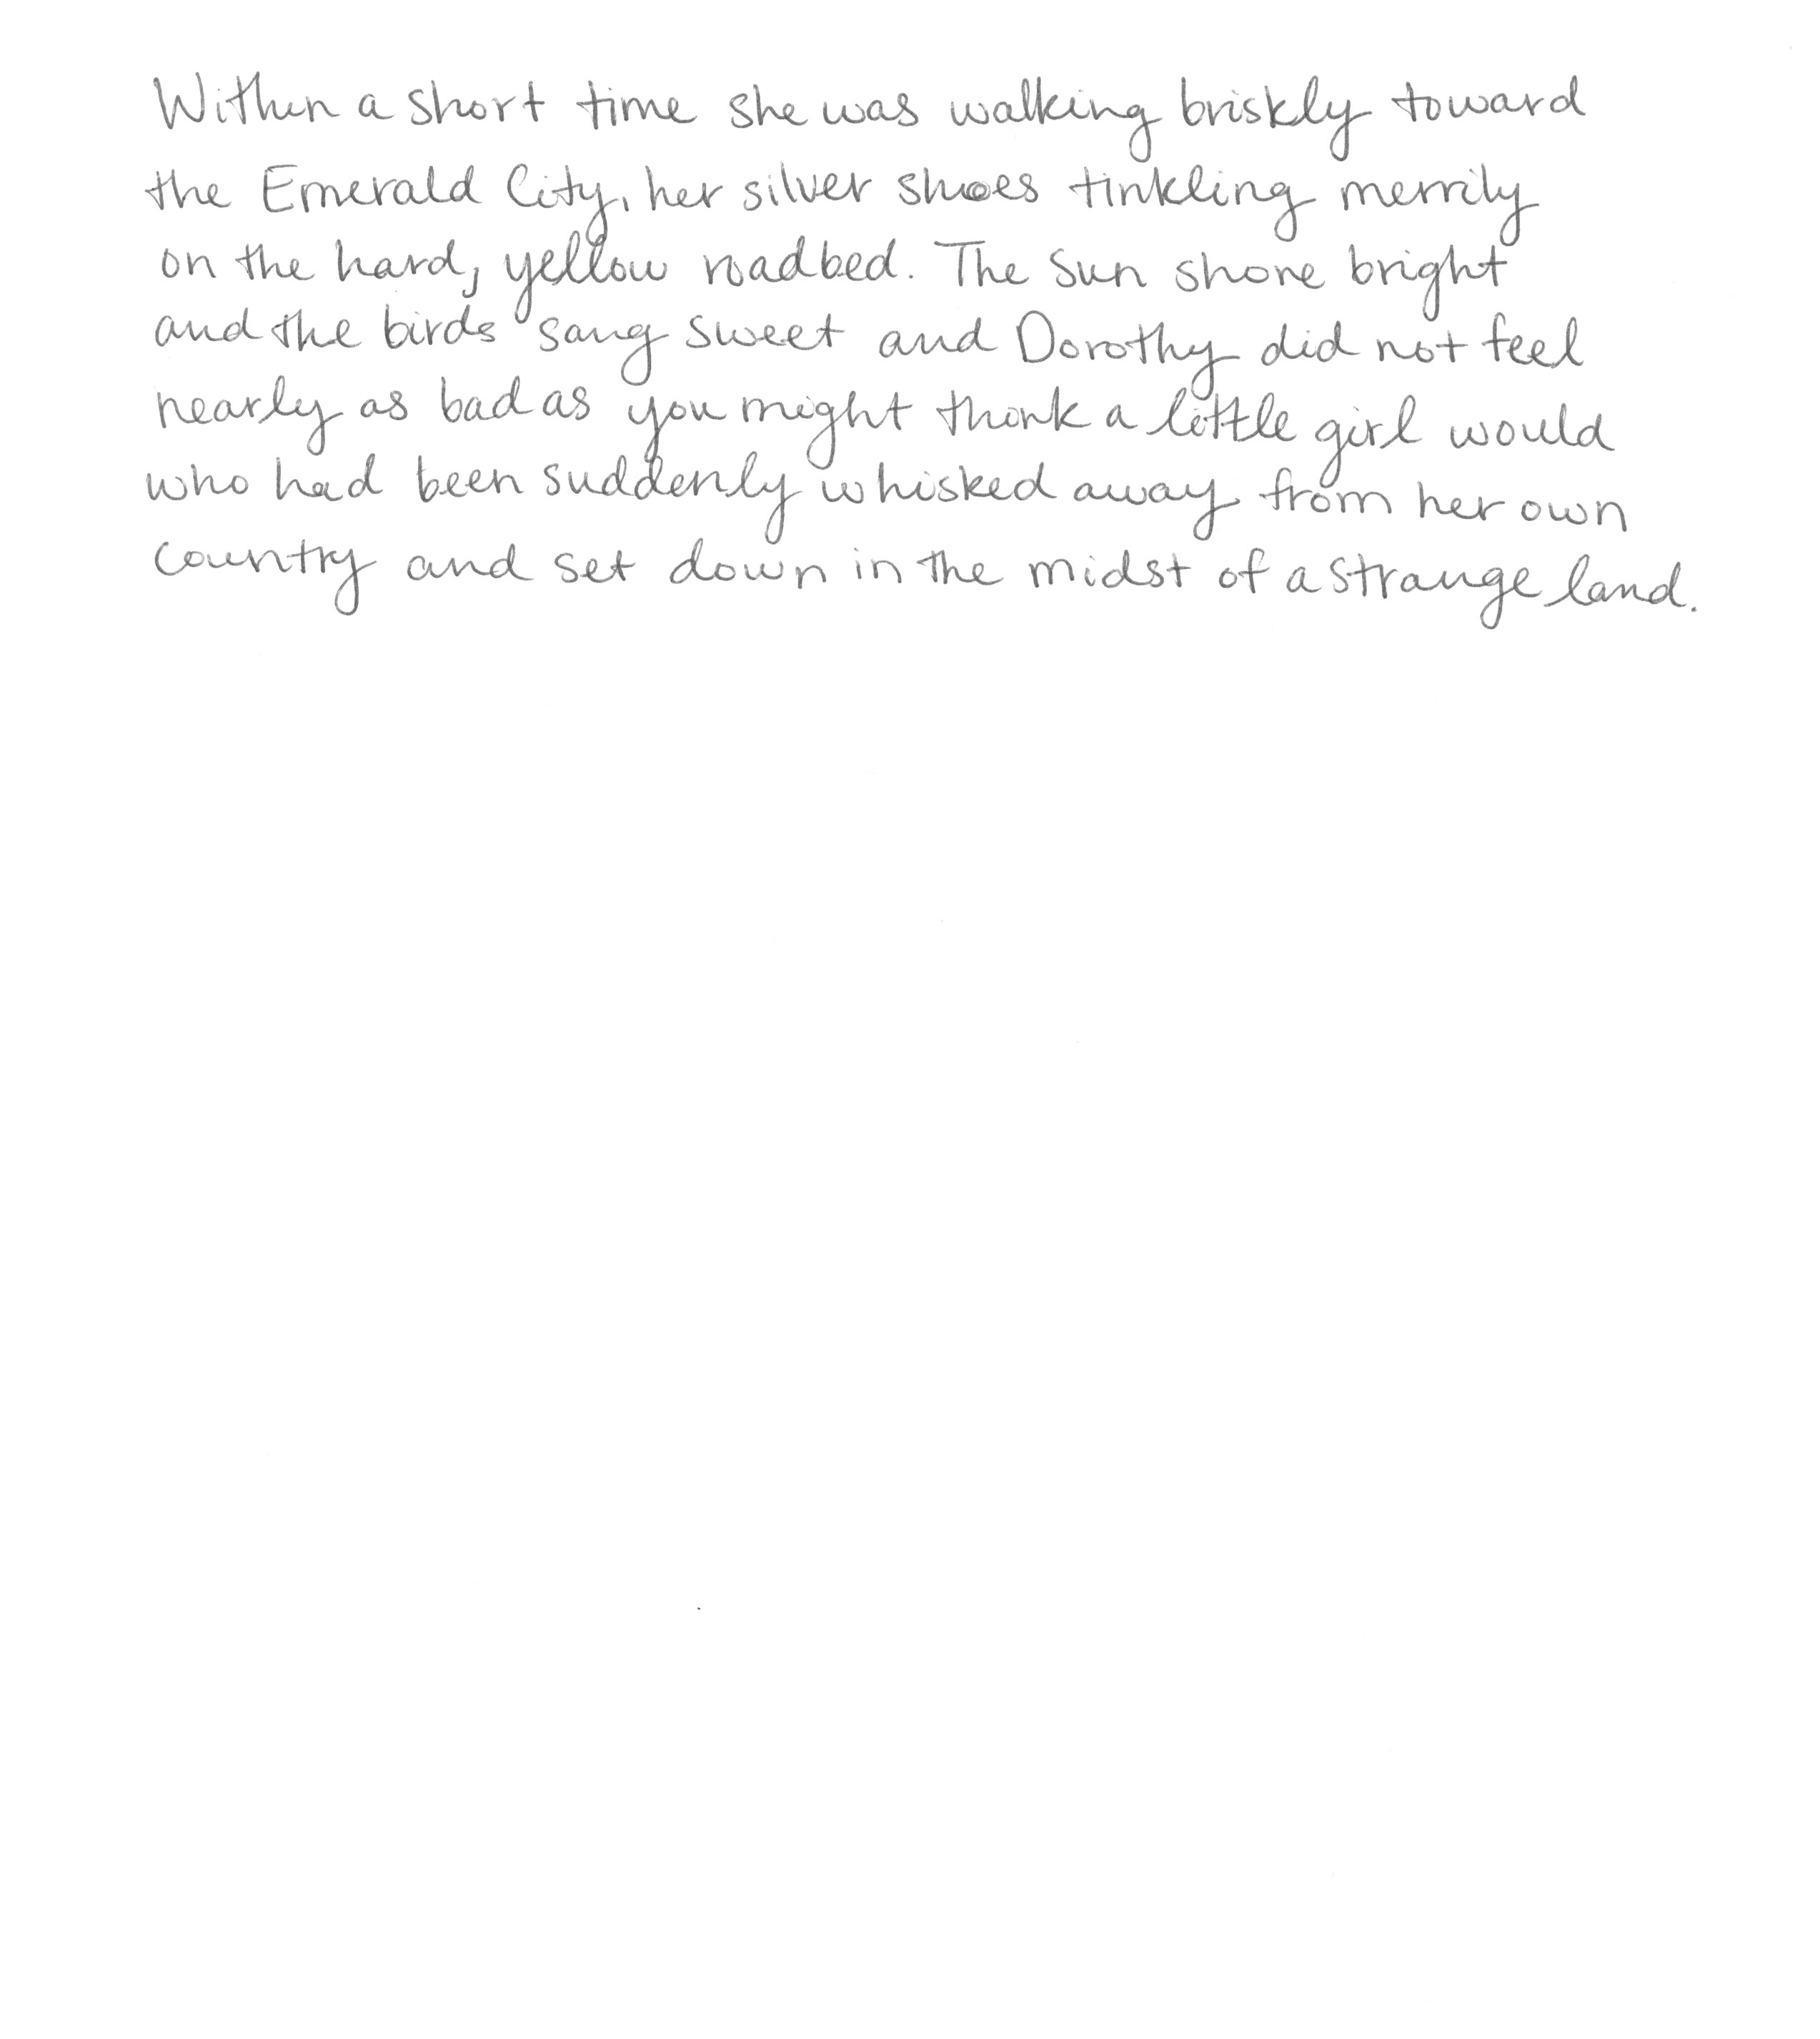 Within a short time she was walking briskly toward
the Emerald City, her silver shoes tinkling merrily
on the hard, yellow roadbed. The sun shone bright
and the birds sang sweet and Dorothy did not feel
nearly as bad as you might think a little girl would
who had been suddenly whisked away from her own
country and set down in the midst of a strange land.